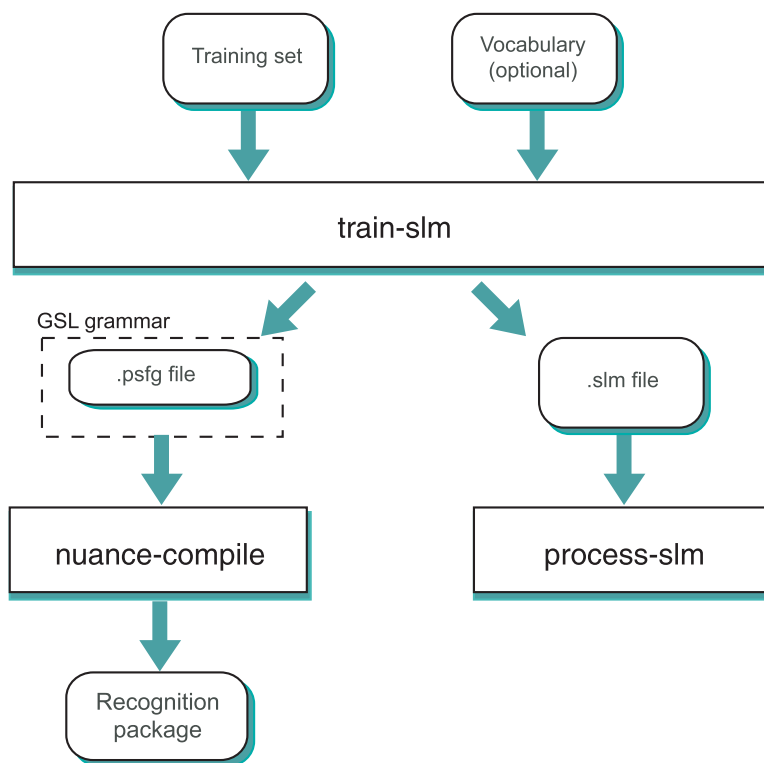 Training set
Vocabulary
(optional)
train-slm
GSL grammar
.psfg file
.slm file
nuance-compile
process-slm
Recognition
package